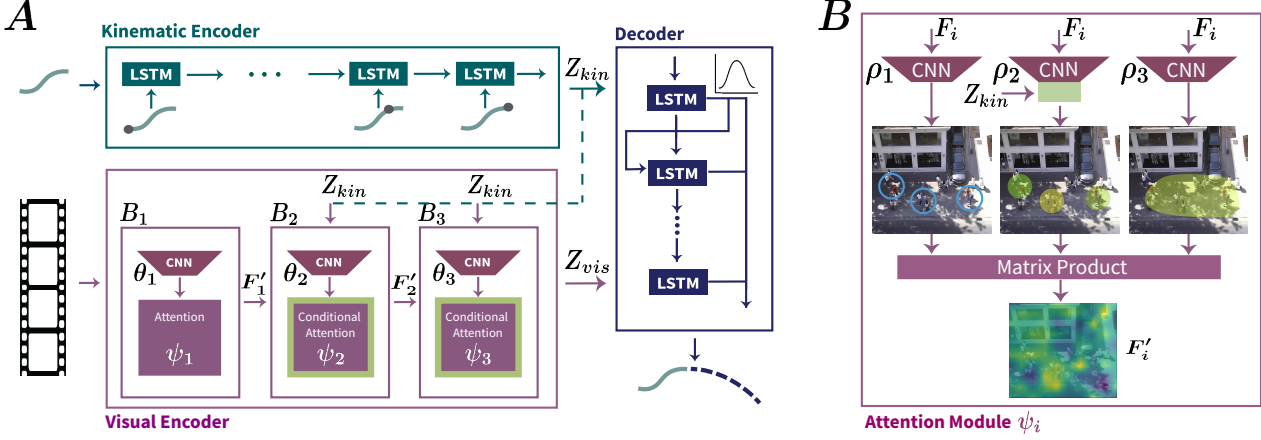 A
Kinematic Encoder
LSTM
...
LSTM
LSTM
Z_kin
Decoder
LSTM
LSTM
LSTM
Z_kin
Z_kin
B_1
B_2
B_3
CNN
θ_1
F'_1
CNN
θ_2
F'_2
CNN
θ_3
Z_vis
Attention
ψ_1
Conditional
Attention
ψ_2
Conditional
Attention
ψ_3
Visual Encoder
B
F_i
F_i
F_i
ρ_1
CNN
ρ_2
CNN
ρ_3
CNN
Z_kin
Matrix Product
F'_i
Attention Module ψ_i